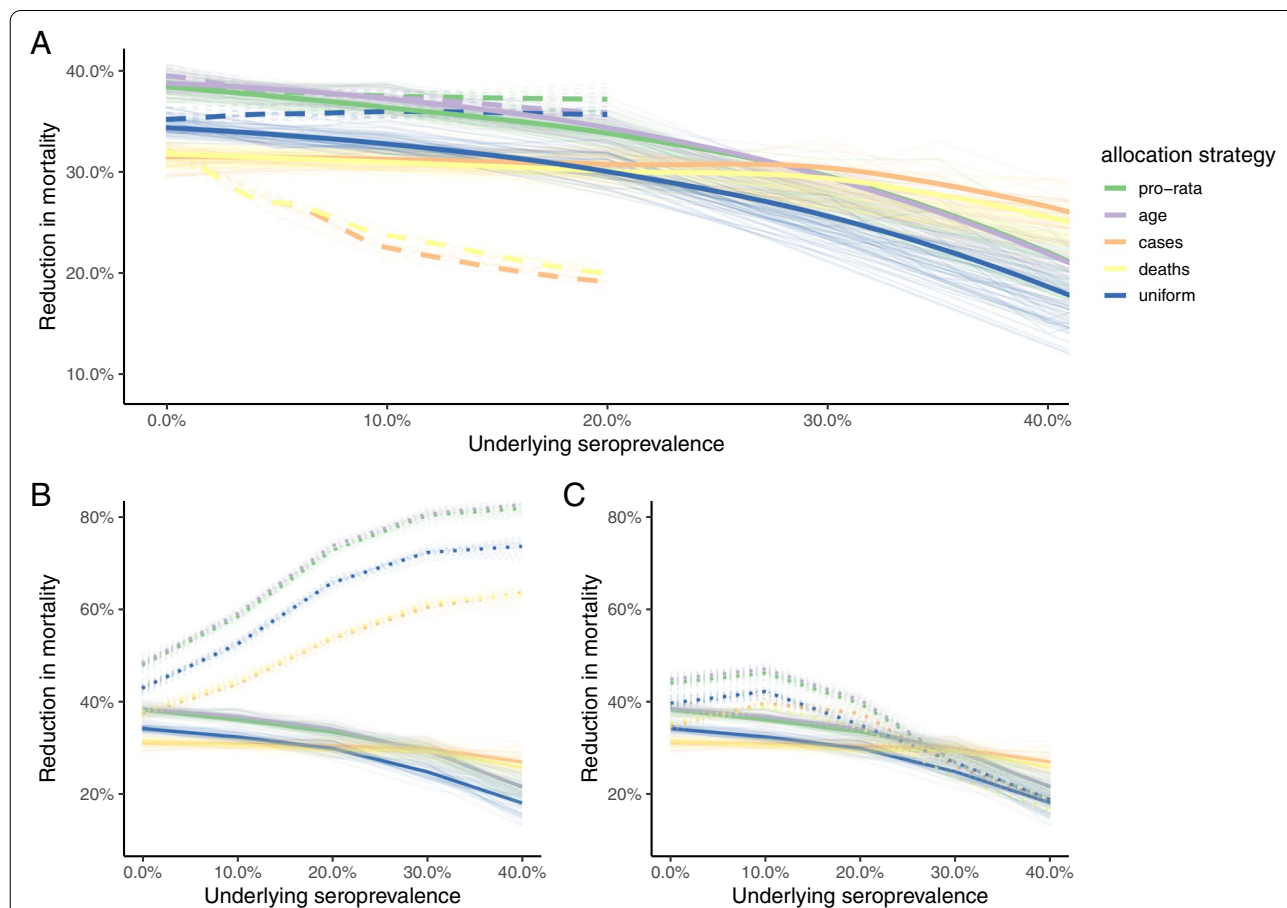 A
Reduction in mortality
40.0%
30.0%
20.0%
10.0%
0.0% 10.0% 20.0% 30.0% 40.0%
Underlying seroprevalence
allocation strategy
pro−rata
age
cases
deaths
uniform
B
Reduction in mortality
80%
60%
40%
20%
0.0% 10.0% 20.0% 30.0% 40.0%
Underlying seroprevalence
C
Reduction in mortality
80%
60%
40%
20%
0.0% 10.0% 20.0% 30.0% 40.0%
Underlying seroprevalence